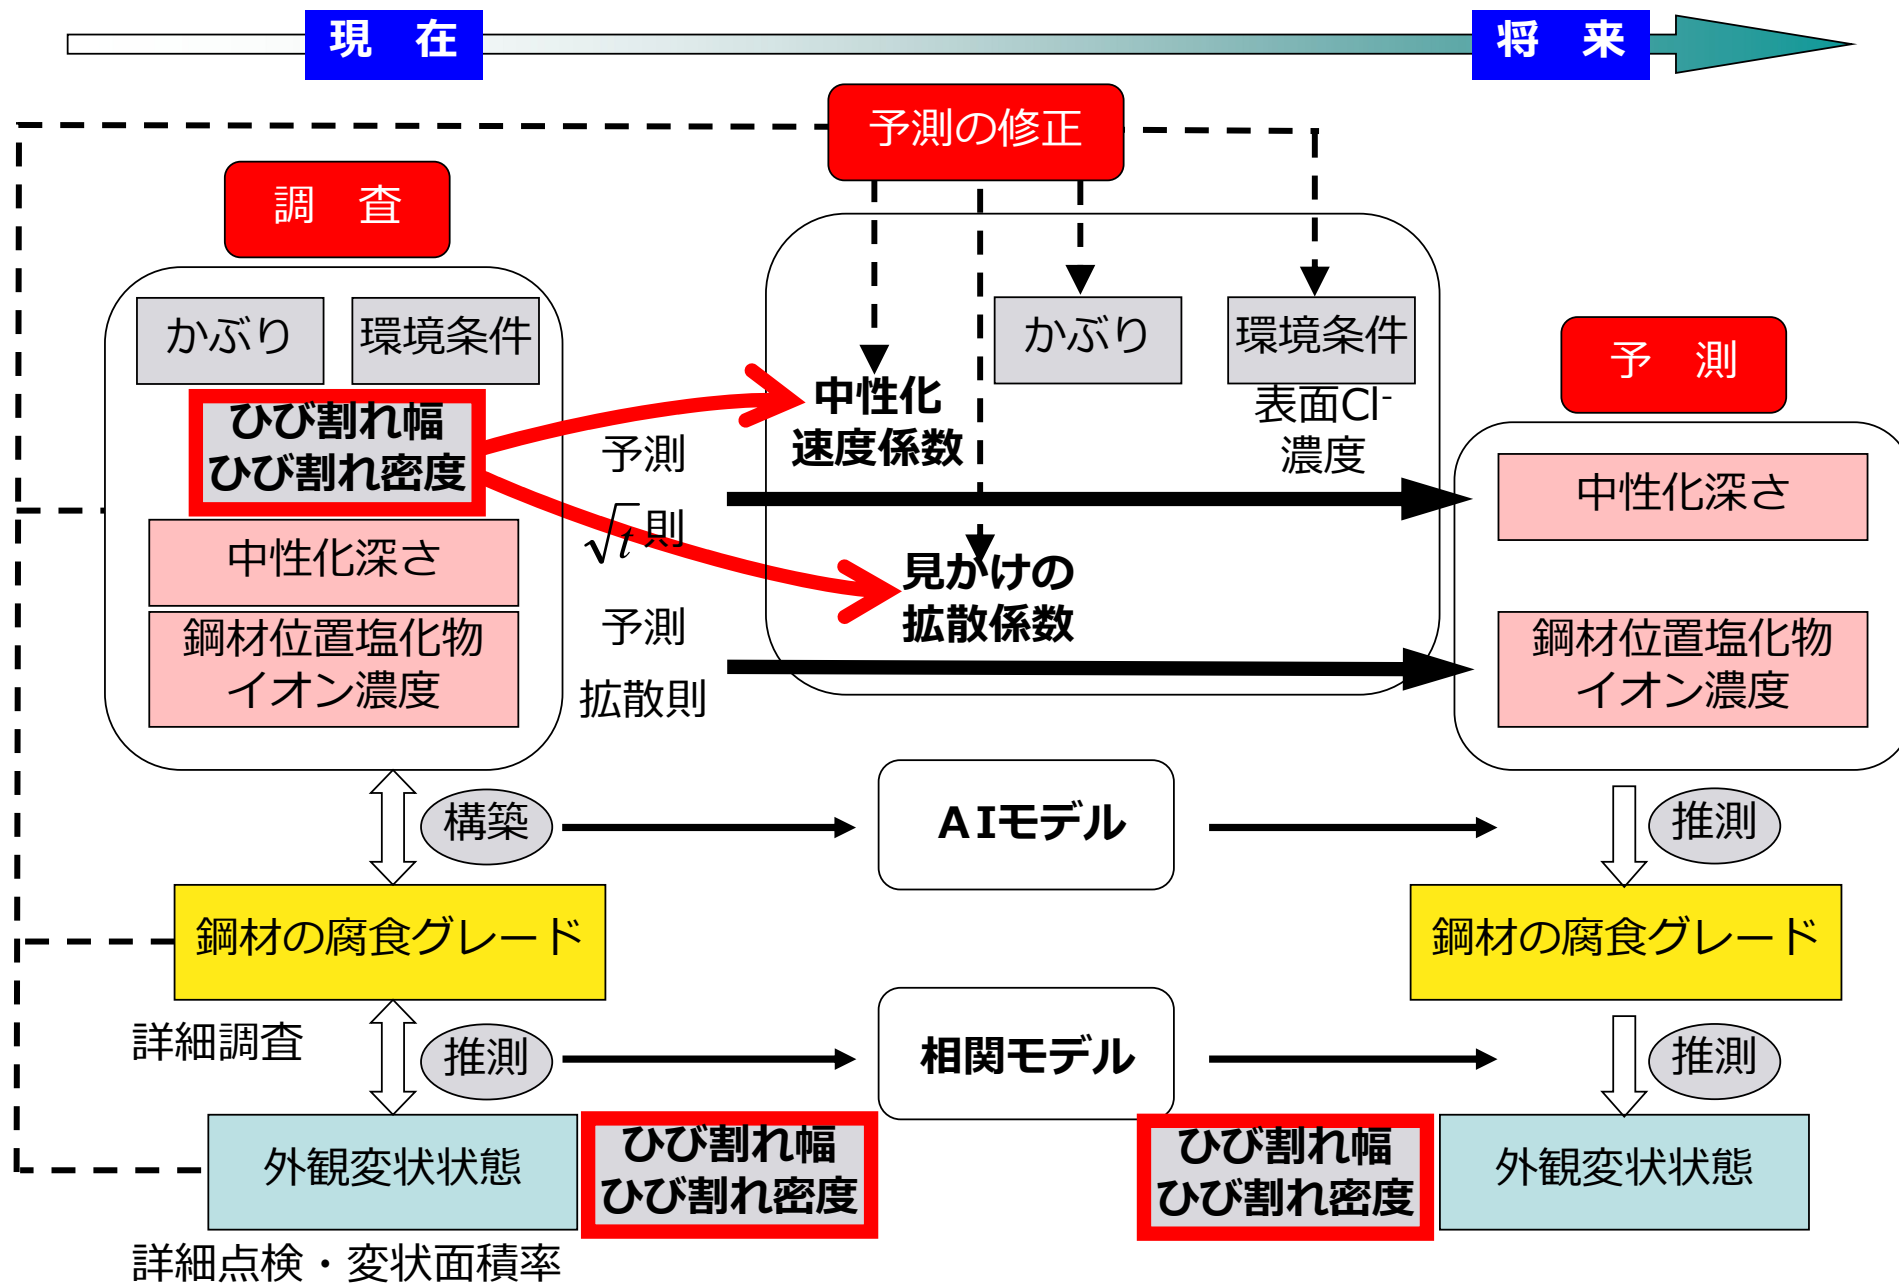 現　在
将　来
予測の修正
調　査
かぶり
環境条件
ひび割れ幅
ひび割れ密度
中性化深さ
鋼材位置塩化物
イオン濃度
予測
√t 則
予測
拡散則
中性化
速度係数
かぶり
環境条件
表面Cl⁻
濃度
見かけの
拡散係数
予　測
中性化深さ
鋼材位置塩化物
イオン濃度
構築
ＡＩモデル
推測
鋼材の腐食グレード
鋼材の腐食グレード
詳細調査
推測
相関モデル
推測
外観変状状態
ひび割れ幅
ひび割れ密度
ひび割れ幅
ひび割れ密度
外観変状状態
詳細点検・変状面積率